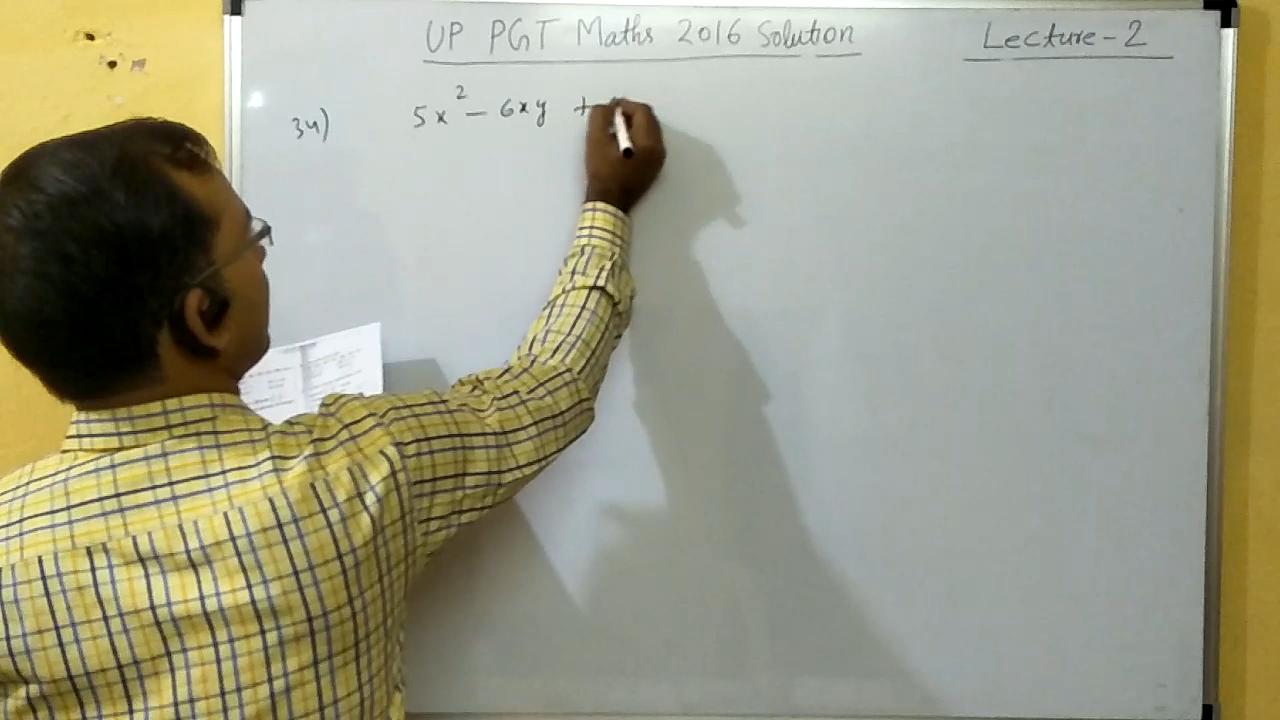 UP PGT Maths 2016 Solution
Lecture-2
34) 5x² - 6xy +